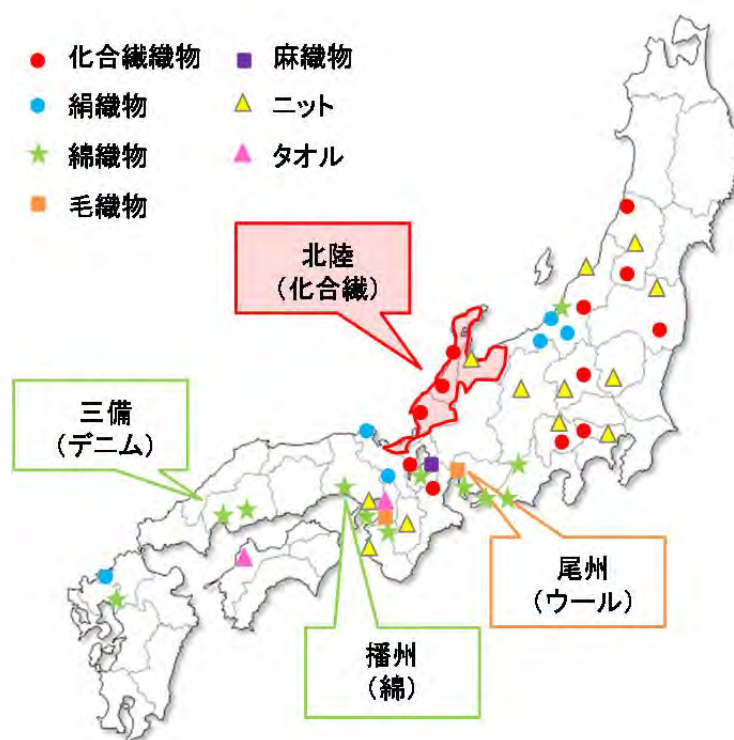 化合繊織物
絹織物
綿織物
毛織物
麻織物
ニット
タオル
北陸
(化合繊)
三備
(デニム)
尾州
(ウール)
播州
(綿)